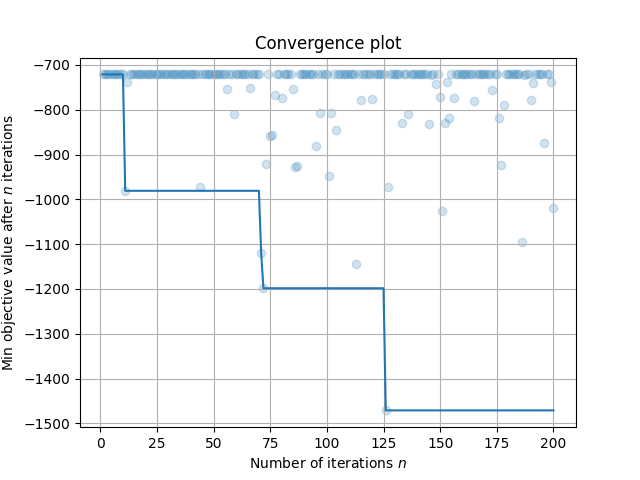 Convergence plot
−700
−800
−900
−1000
−1100
−1200
−1300
−1400
−1500
Min objective value after n iterations
0 25 50 75 100 125 150 175 200
Number of iterations n